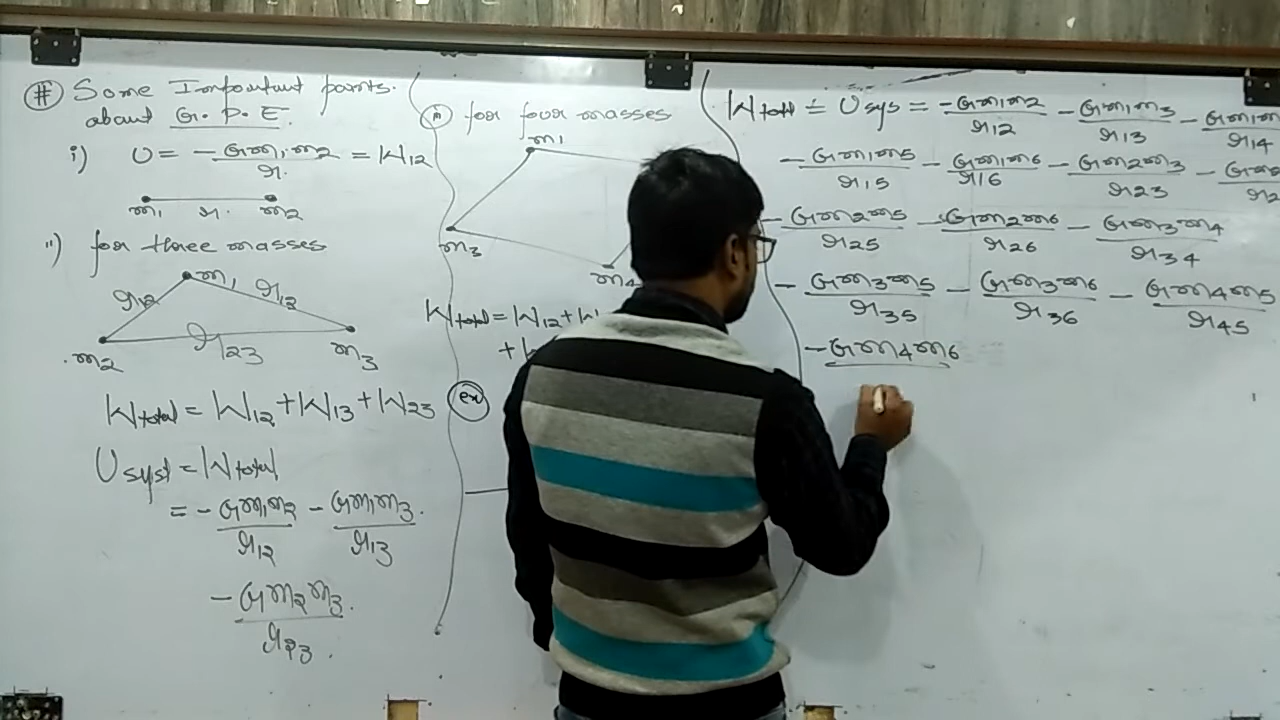 # Some Important points.
about G.P.E.
i) U = - Gm1m2 / r = W12
m1 r m2
ii) for three masses
m1
r12 r13
r23
m2 m3
Wtotal = W12 + W13 + W23
Usyst = Wtotal
= - Gm1m2 / r12 - Gm1m3 / r13
- Gm2m3 / r23
for four masses
m1
m3
m4
Wtotal = W12 +
+
ex
Wtotal = Usys = - Gm1m2 / r12 - Gm1m3 / r13 - Gm1m / r14
- Gm1m5 / r15 - Gm1m6 / r16 - Gm2m3 / r23 -
- Gm2m5 / r25 - Gm2m6 / r26 - Gm3m4 / r34
- Gm3m5 / r35 - Gm3m6 / r36 - Gm4m5 / r45
- Gm4m6